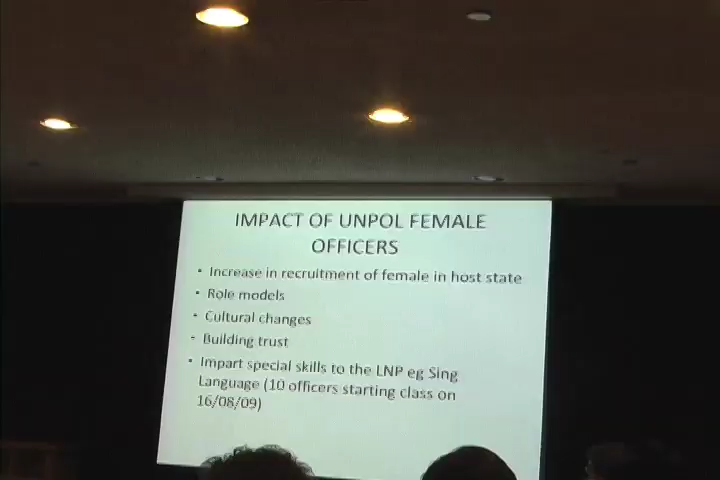 IMPACT OF UNPOL FEMALE
OFFICERS
• Increase in recruitment of female in host state
• Role models
• Cultural changes
• Building trust
• Impart special skills to the LNP eg Sing
Language (10 officers starting class on
16/08/09)